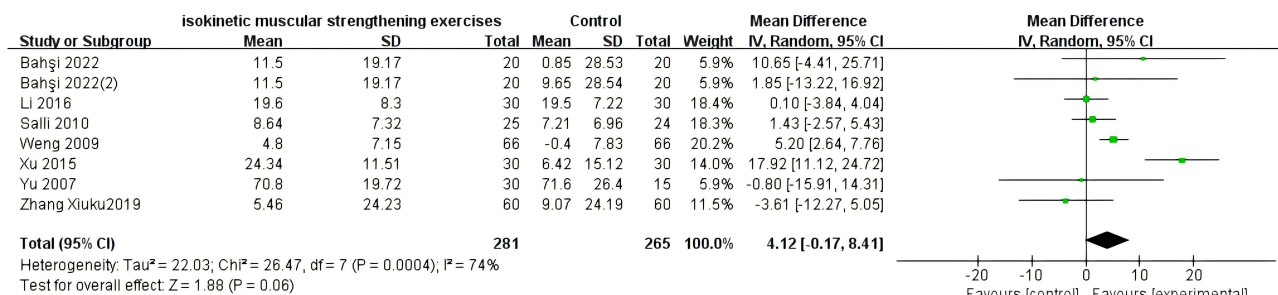 isokinetic muscular strengthening exercises Control Mean Difference Mean Difference
Study or Subgroup Mean SD Total Mean SD Total Weight IV, Random, 95% CI IV, Random, 95% CI
Bahşi 2022 11.5 19.17 20 0.85 28.53 20 5.9% 10.65 [-4.41, 25.71]
Bahşi 2022(2) 11.5 19.17 20 9.65 28.54 20 5.9% 1.85 [-13.22, 16.92]
Li 2016 19.6 8.3 30 19.5 7.22 30 18.4% 0.10 [-3.84, 4.04]
Salli 2010 8.64 7.32 25 7.21 6.96 24 18.3% 1.43 [-2.57, 5.43]
Weng 2009 4.8 7.15 66 -0.4 7.83 66 20.2% 5.20 [2.64, 7.76]
Xu 2015 24.34 11.51 30 6.42 15.12 30 14.0% 17.92 [11.12, 24.72]
Yu 2007 70.8 19.72 30 71.6 26.4 15 5.9% -0.80 [-15.91, 14.31]
Zhang Xiuku2019 5.46 24.23 60 9.07 24.19 60 11.5% -3.61 [-12.27, 5.05]
Total (95% CI) 281 265 100.0% 4.12 [-0.17, 8.41]
Heterogeneity: Tau² = 22.03; Chi² = 26.47, df = 7 (P = 0.0004); I² = 74%
Test for overall effect: Z = 1.88 (P = 0.06)
-20 -10 0 10 20
Favours [control] Favours [experimental]